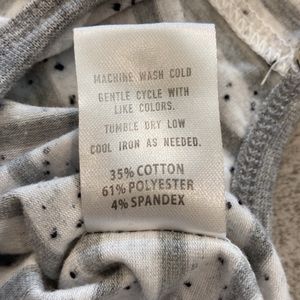 MACHINE WASH COLD
GENTLE CYCLE WITH
LIKE COLORS.
TUMBLE DRY LOW
COOL IRON AS NEEDED.
35% COTTON
61% POLYESTER
4% SPANDEX